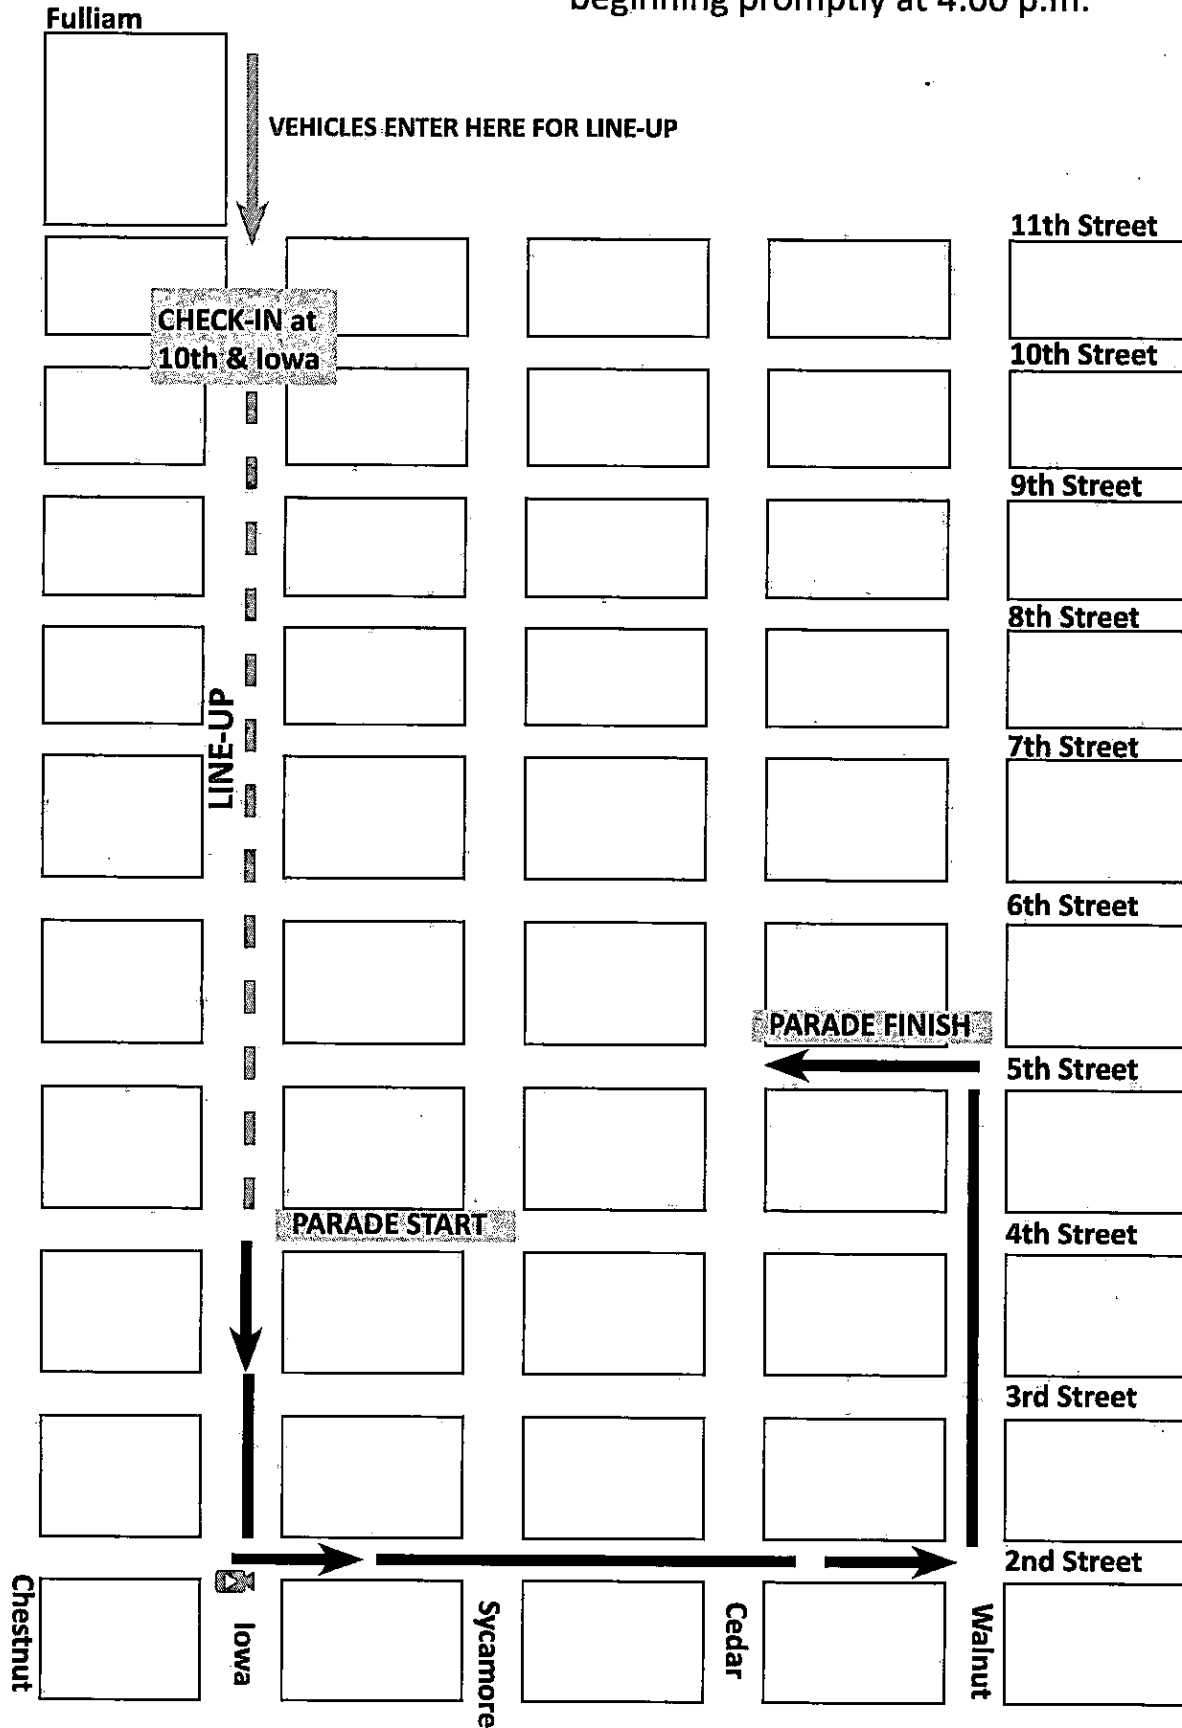 beginning promptly at 4:00 p.m.
Fulliam
VEHICLES ENTER HERE FOR LINE-UP
11th Street
CHECK-IN at
10th & Iowa
10th Street
9th Street
8th Street
LINE-UP
7th Street
6th Street
PARADE FINISH
5th Street
PARADE START
4th Street
3rd Street
2nd Street
Chestnut
Iowa
Sycamore
Cedar
Walnut